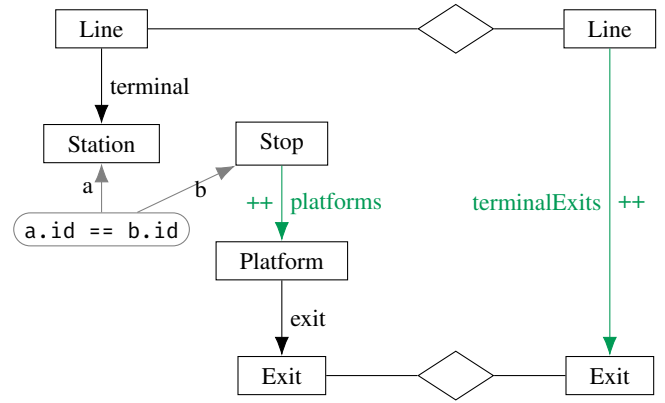 Line
Line
terminal
Station
Stop
a
b
++ platforms
terminalExits ++
a.id == b.id
Platform
exit
Exit
Exit